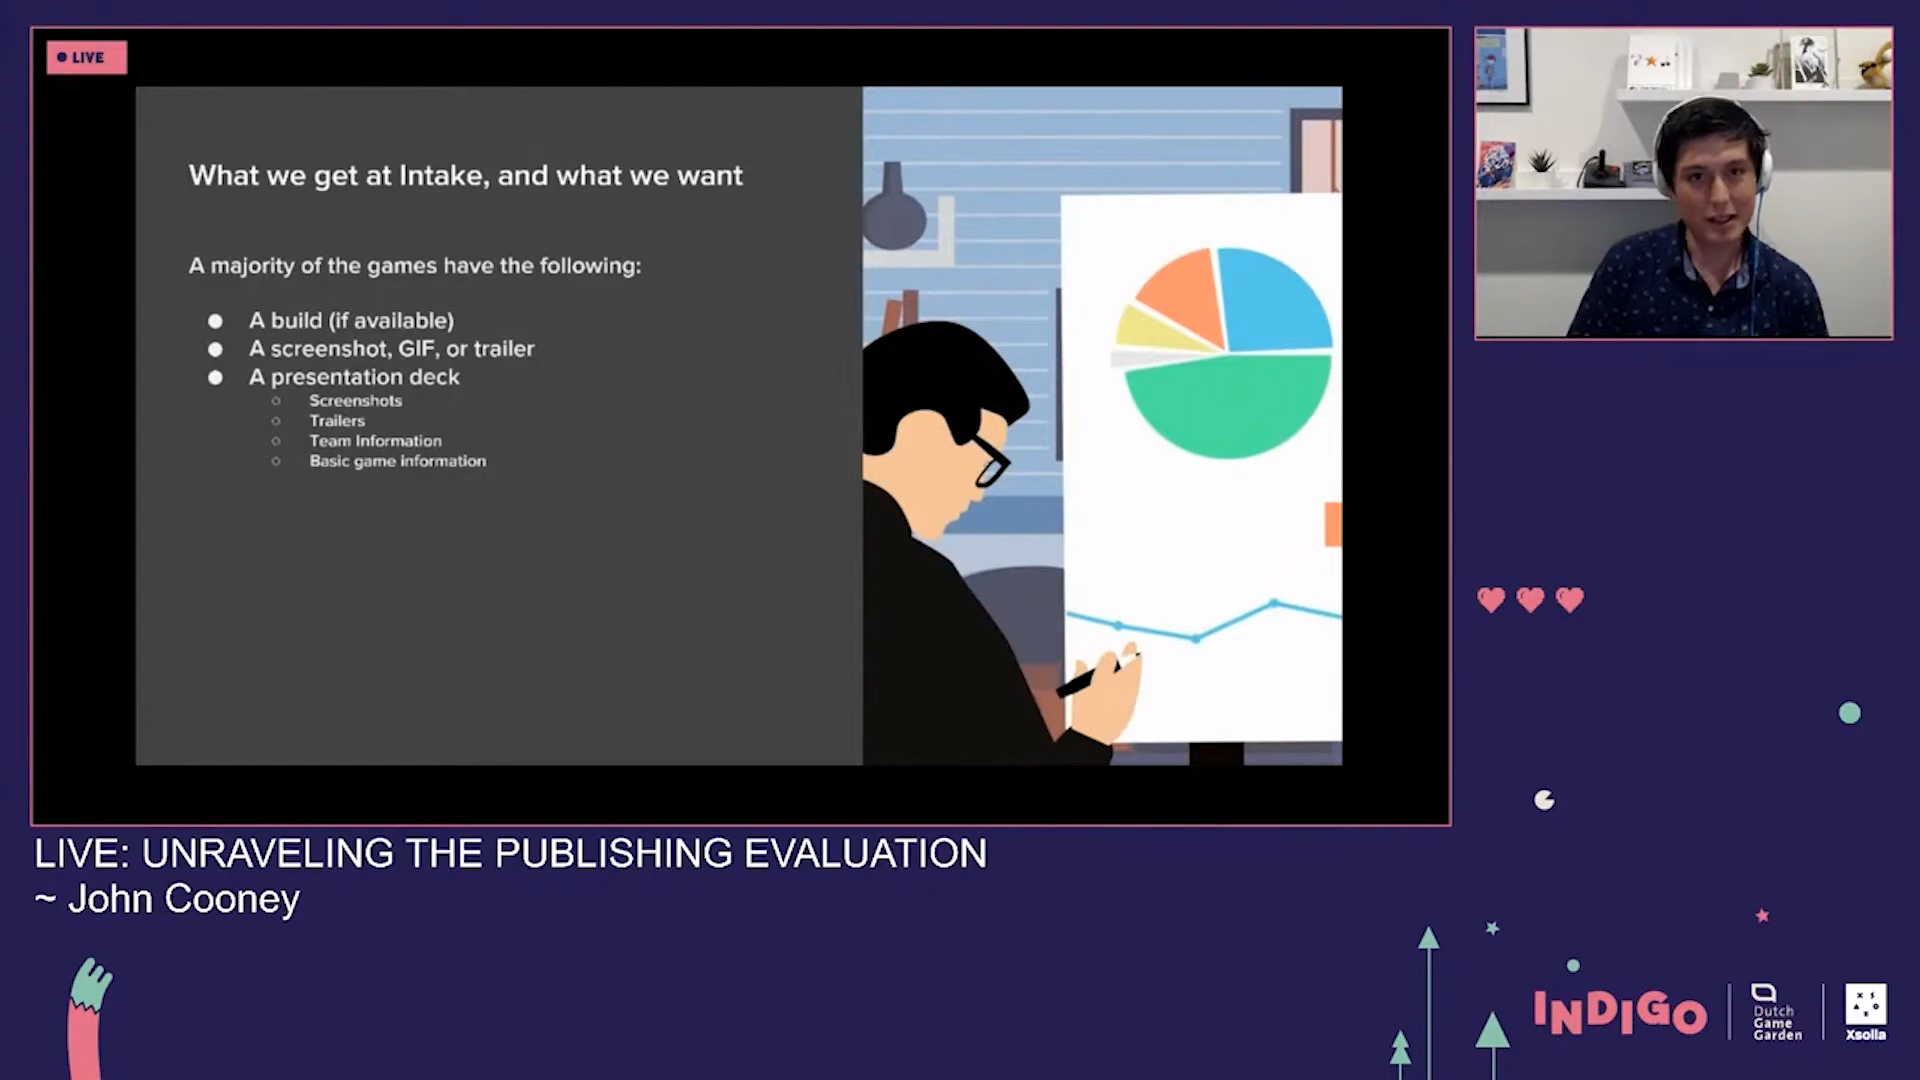 LIVE
What we get at Intake, and what we want
A majority of the games have the following:
A build (if available)
A screenshot, GIF, or trailer
A presentation deck
Screenshots
Trailers
Team Information
Basic game information
LIVE: UNRAVELING THE PUBLISHING EVALUATION
~ John Cooney
INDIGO
Dutch
Game
Garden
XSOLLA
Xsolla